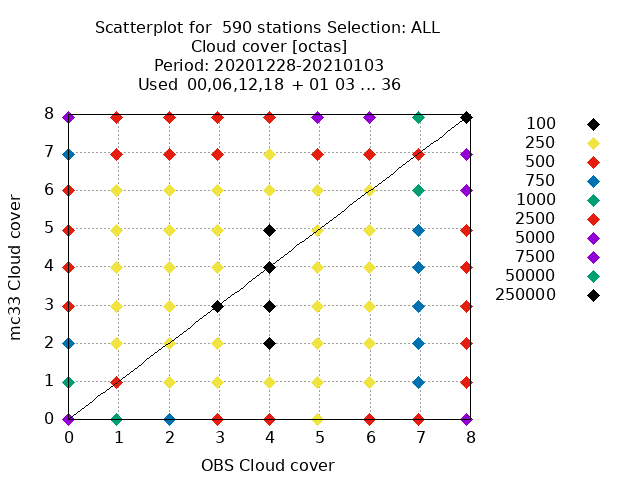 Scatterplot for  590 stations Selection: ALL
Cloud cover [octas]
Period: 20201228-20210103
Used  00,06,12,18  + 01 03 ... 36
8
7
6
5
4
3
2
1
0
0 1 2 3 4 5 6 7 8
mc33 Cloud cover
OBS Cloud cover
100
250
500
750
1000
2500
5000
7500
50000
250000